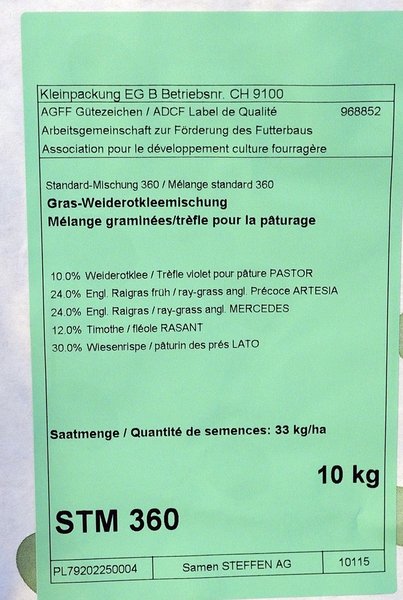 Kleinpackung EG B Betriebsnr. CH 9100
AGFF Gütezeichen / ADCF Label de Qualité 968852
Arbeitsgemeinschaft zur Förderung des Futterbaus
Association pour le développement culture fourragère
Standard-Mischung 360 / Mélange standard 360
Gras-Weiderotkleemischung
Mélange graminées/trèfle pour la pâturage
10.0% Weiderotklee / Trèfle violet pour pâture PASTOR
24.0% Engl. Raigras früh / ray-grass angl. Précoce ARTESIA
24.0% Engl. Raigras / ray-grass angl. MERCEDES
12.0% Timothe / fléole RASANT
30.0% Wiesenrispe / pâturin des prés LATO
Saatmenge / Quantité de semences: 33 kg/ha
10 kg
STM 360
PL79202250004 Samen STEFFEN AG 10115